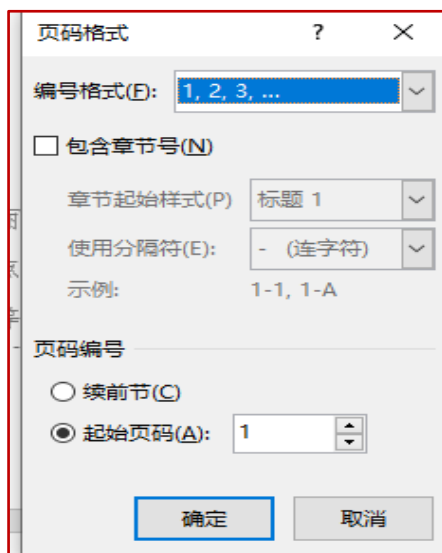 页码格式 ?
编号格式(F): 1, 2, 3, ...
包含章节号(N)
章节起始样式(P) 标题 1
使用分隔符(E): - (连字符)
示例: 1-1, 1-A
页码编号
续前节(C)
起始页码(A): 1
确定 取消